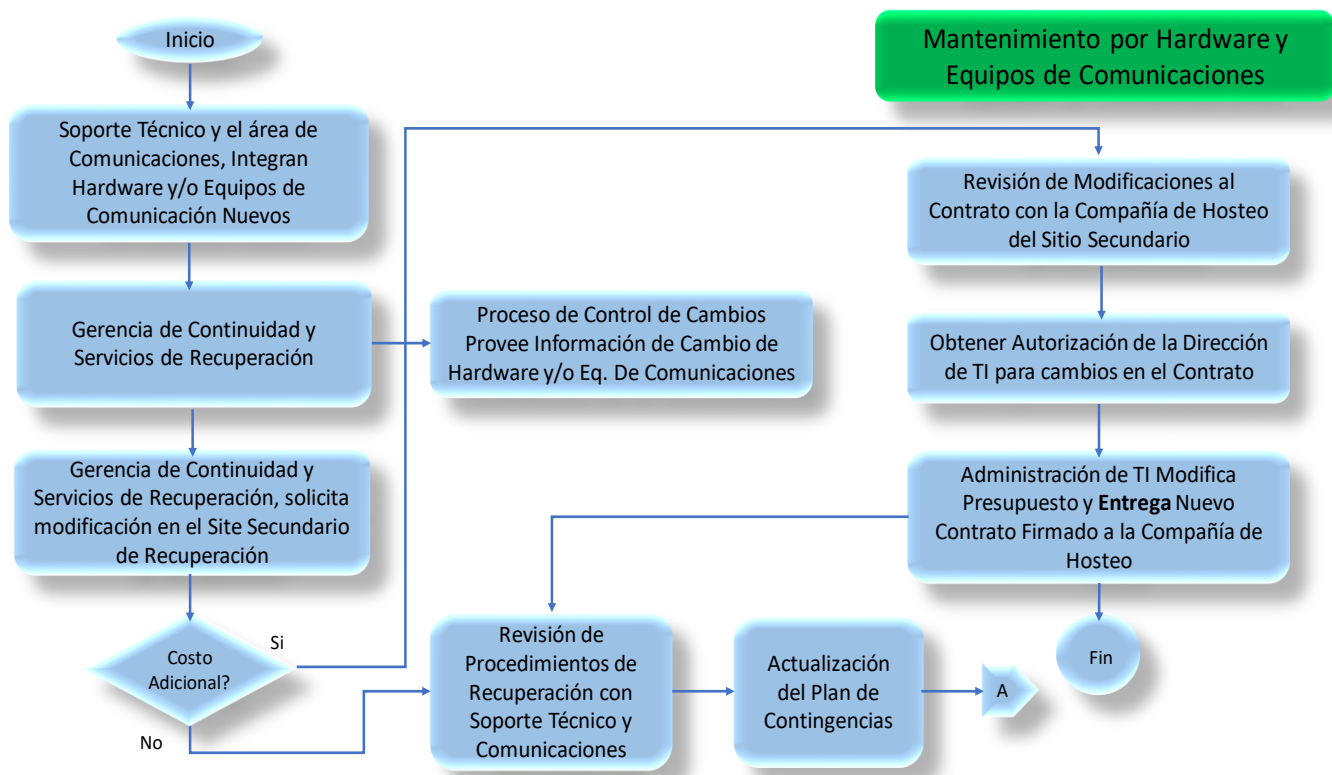 Inicio
Mantenimiento por Hardware y
Equipos de Comunicaciones
Soporte Técnico y el área de
Comunicaciones, Integran
Hardware y/o Equipos de
Comunicación Nuevos
Gerencia de Continuidad y
Servicios de Recuperación
Proceso de Control de Cambios
Provee Información de Cambio de
Hardware y/o Eq. De Comunicaciones
Gerencia de Continuidad y
Servicios de Recuperación, solicita
modificación en el Site Secundario
de Recuperación
Costo
Adicional?
Si
No
Revisión de Modificaciones al
Contrato con la Compañía de Hosteo
del Sitio Secundario
Obtener Autorización de la Dirección
de TI para cambios en el Contrato
Administración de TI Modifica
Presupuesto y Entrega Nuevo
Contrato Firmado a la Compañía de
Hosteo
Fin
Revisión de
Procedimientos de
Recuperación con
Soporte Técnico y
Comunicaciones
Actualización
del Plan de
Contingencias
A